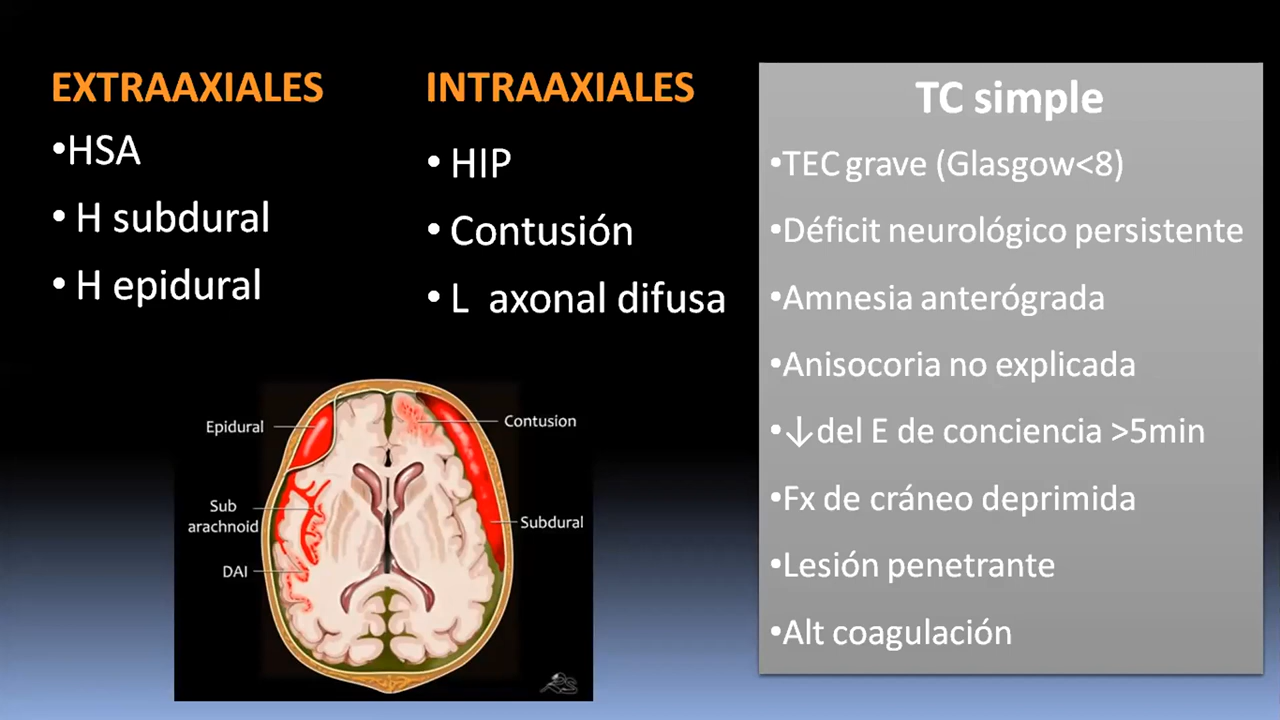 EXTRAAXIALES
•HSA
• H subdural
• H epidural
INTRAAXIALES
• HIP
• Contusión
• L axonal difusa
TC simple
•TEC grave (Glasgow<8)
•Déficit neurológico persistente
•Amnesia anterógrada
•Anisocoria no explicada
•↓del E de conciencia >5min
•Fx de cráneo deprimida
•Lesión penetrante
•Alt coagulación
Epidural
Sub
arachnoid
DAI
Contusion
Subdural